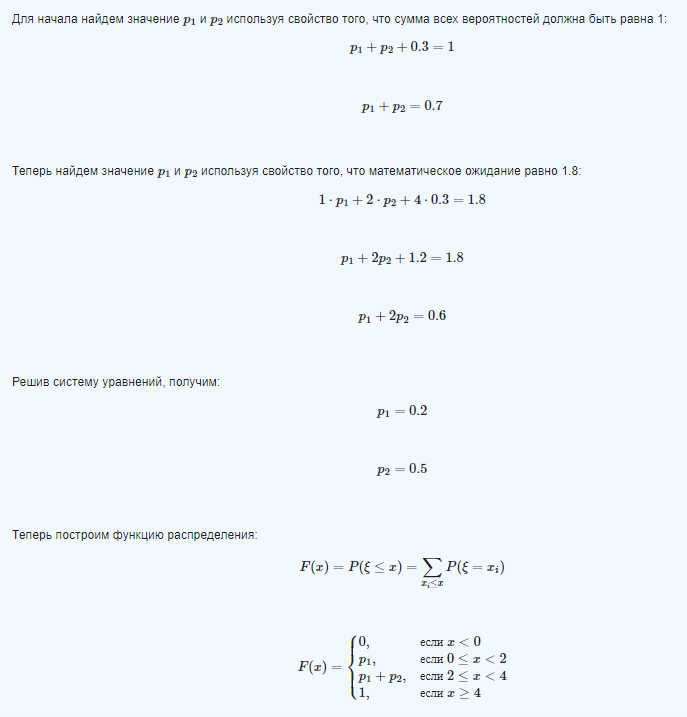 Для начала найдем значение p₁ и p₂ используя свойство того, что сумма всех вероятностей должна быть равна 1:
p₁ + p₂ + 0.3 = 1
p₁ + p₂ = 0.7
Теперь найдем значение p₁ и p₂ используя свойство того, что математическое ожидание равно 1.8:
1 · p₁ + 2 · p₂ + 4 · 0.3 = 1.8
p₁ + 2p₂ + 1.2 = 1.8
p₁ + 2p₂ = 0.6
Решив систему уравнений, получим:
p₁ = 0.2
p₂ = 0.5
Теперь построим функцию распределения:
F(x) = P(ξ ≤ x) = ∑_{xᵢ≤x} P(ξ = xᵢ)
F(x) = { 0, если x < 0
p₁, если 0 ≤ x < 2
p₁ + p₂, если 2 ≤ x < 4
1, если x ≥ 4